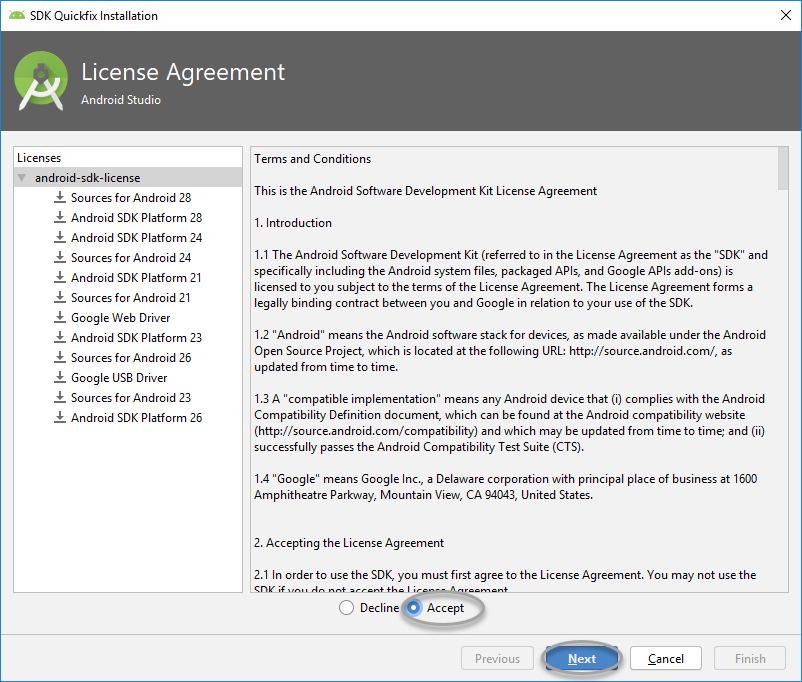 SDK Quickfix Installation
License Agreement
Android Studio
Licenses
android-sdk-license
Sources for Android 28
Android SDK Platform 28
Android SDK Platform 24
Sources for Android 24
Android SDK Platform 21
Sources for Android 21
Google Web Driver
Android SDK Platform 23
Sources for Android 26
Google USB Driver
Sources for Android 23
Android SDK Platform 26
Terms and Conditions
This is the Android Software Development Kit License Agreement
1. Introduction
1.1 The Android Software Development Kit (referred to in the License Agreement as the "SDK" and
specifically including the Android system files, packaged APIs, and Google APIs add-ons) is
licensed to you subject to the terms of the License Agreement. The License Agreement forms a
legally binding contract between you and Google in relation to your use of the SDK.
1.2 "Android" means the Android software stack for devices, as made available under the Android
Open Source Project, which is located at the following URL: http://source.android.com/, as
updated from time to time.
1.3 A "compatible implementation" means any Android device that (i) complies with the Android
Compatibility Definition document, which can be found at the Android compatibility website
(http://source.android.com/compatibility) and which may be updated from time to time; and (ii)
successfully passes the Android Compatibility Test Suite (CTS).
1.4 "Google" means Google Inc., a Delaware corporation with principal place of business at 1600
Amphitheatre Parkway, Mountain View, CA 94043, United States.
2. Accepting the License Agreement
2.1 In order to use the SDK, you must first agree to the License Agreement. You may not use the
SDK if you do not accept the License Agreement.
Decline Accept
Previous Next Cancel Finish